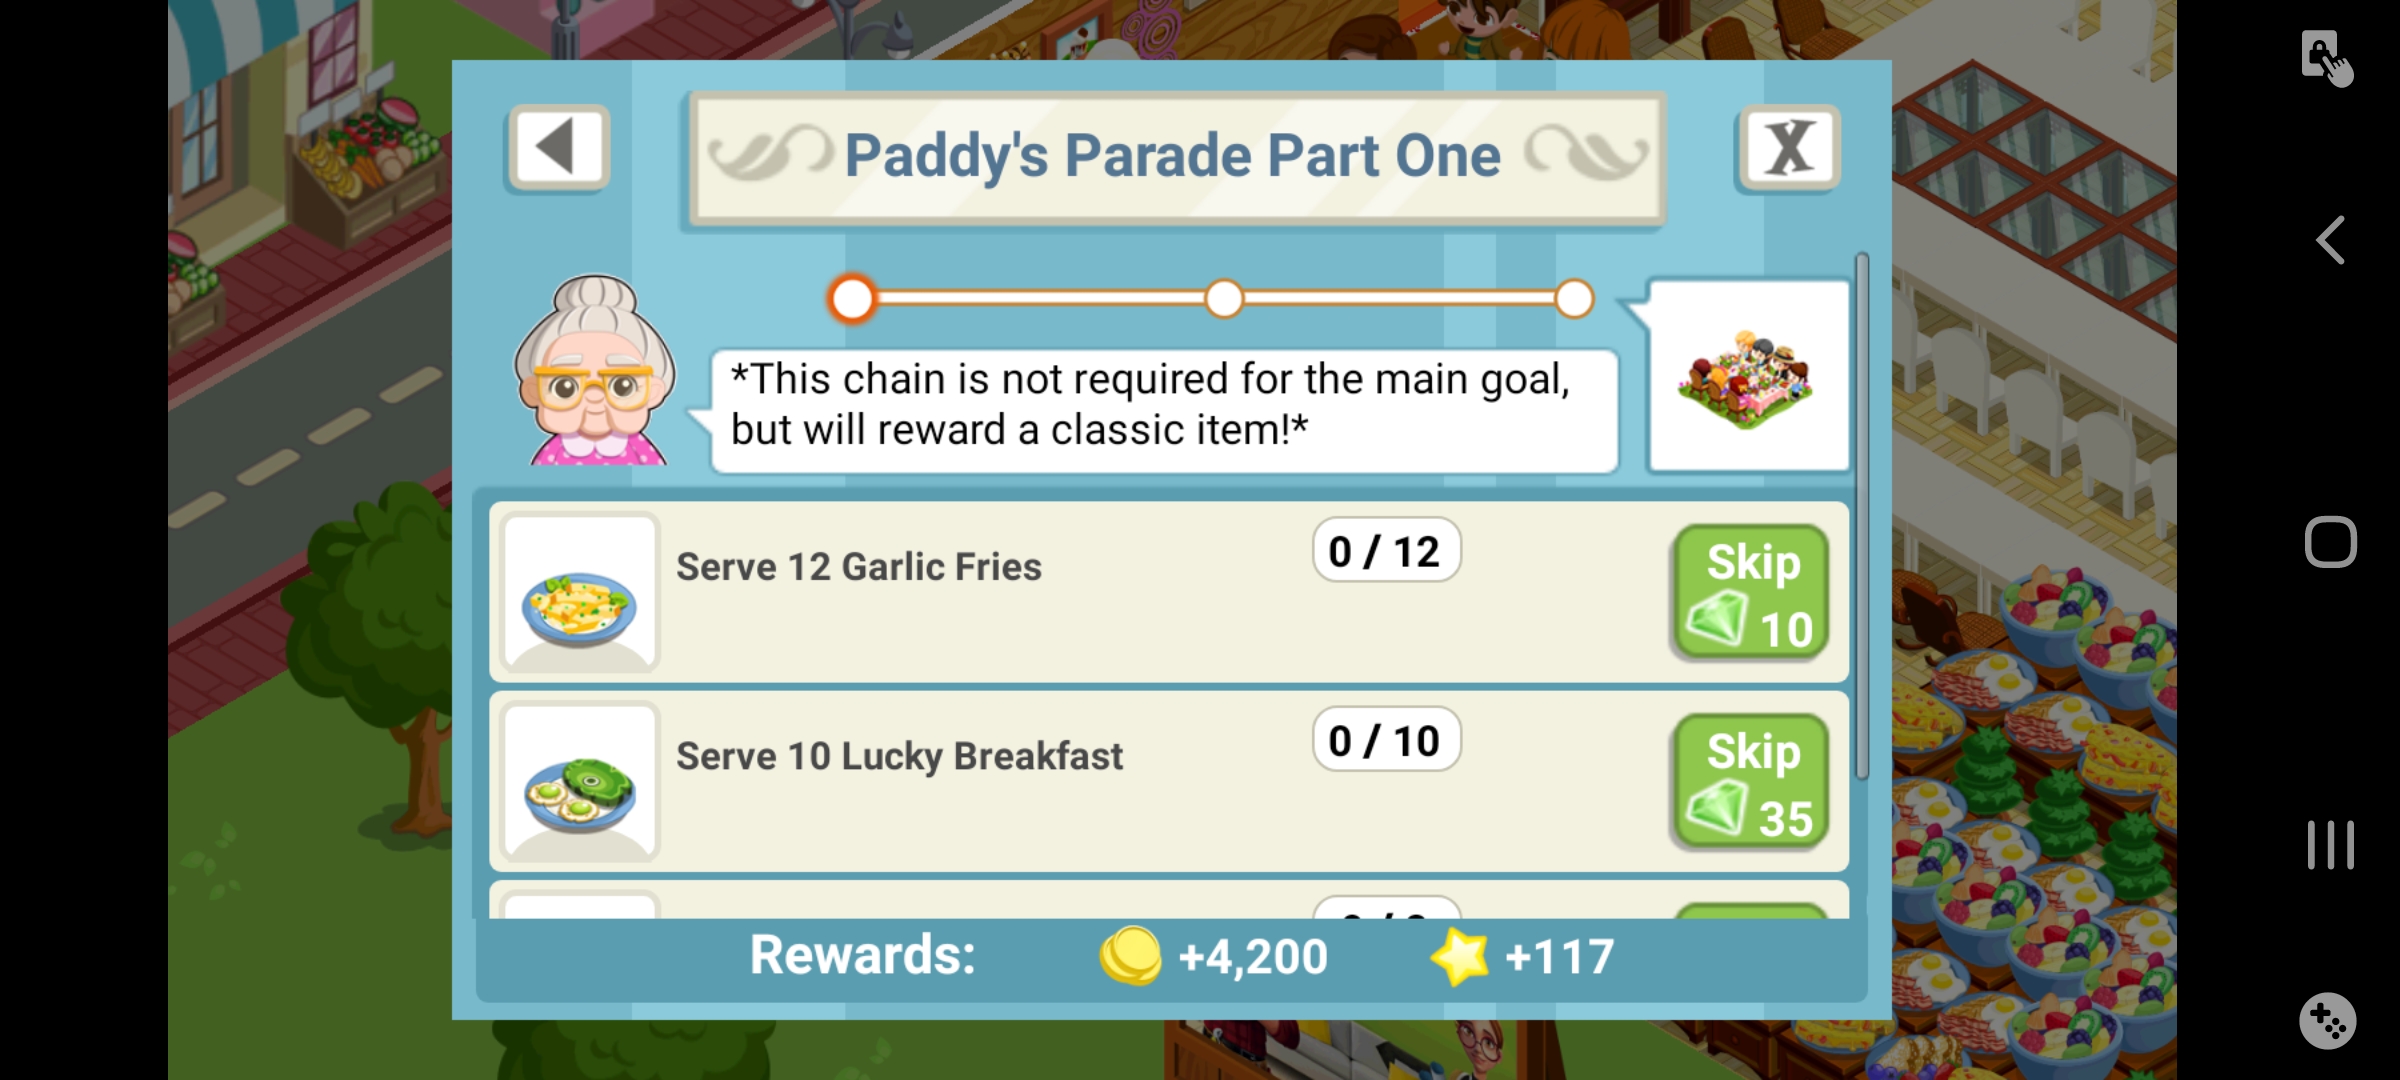 Paddy's Parade Part One
X
*This chain is not required for the main goal,
but will reward a classic item!*
Serve 12 Garlic Fries
0 / 12
Skip
10
Serve 10 Lucky Breakfast
0 / 10
Skip
35
Rewards: +4,200 +117